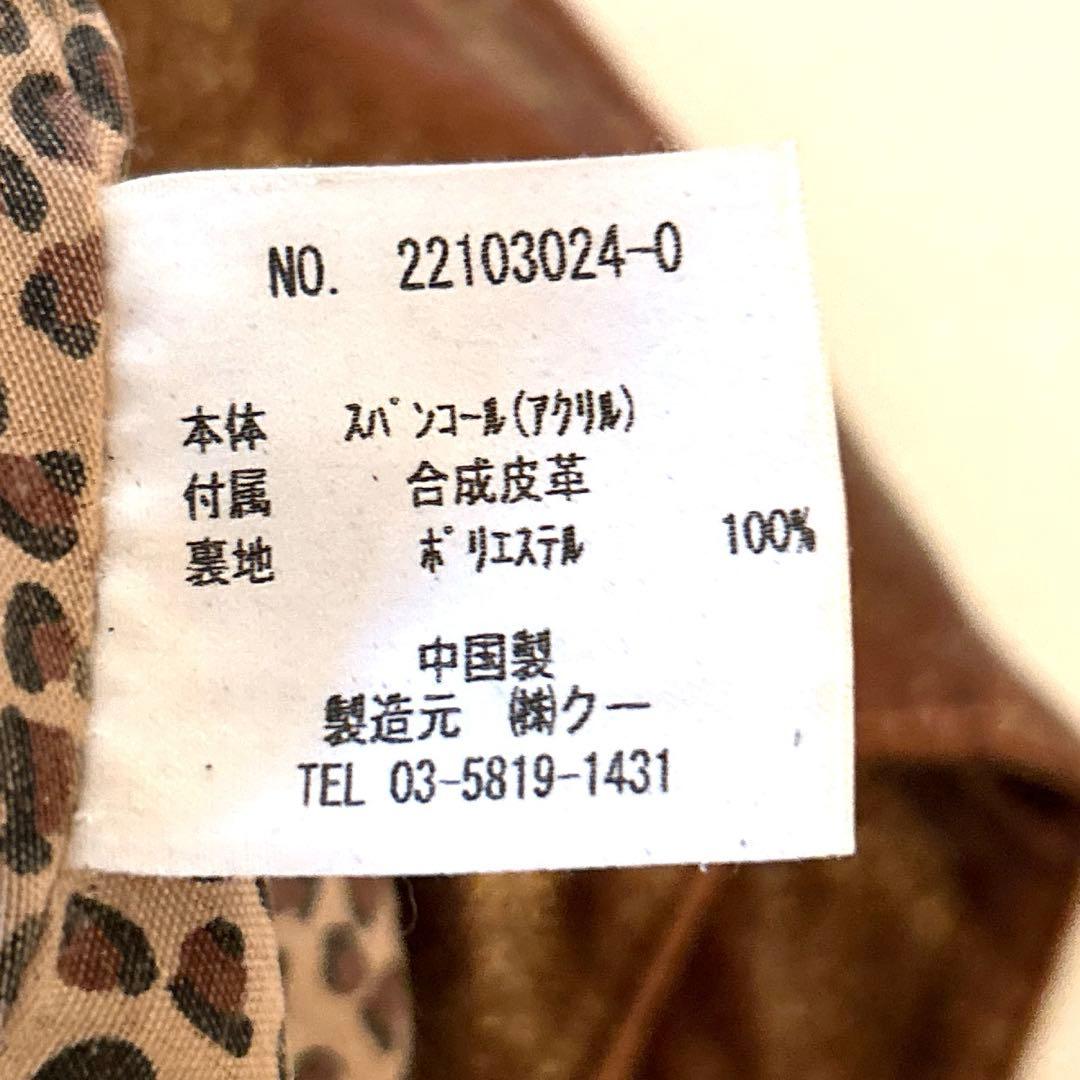 NO. 22103024-0
本体 スパンコール(アクリル)
付属 合成皮革
裏地 ポリエステル 100%
中国製
製造元 ㈱クー
TEL 03-5819-1431